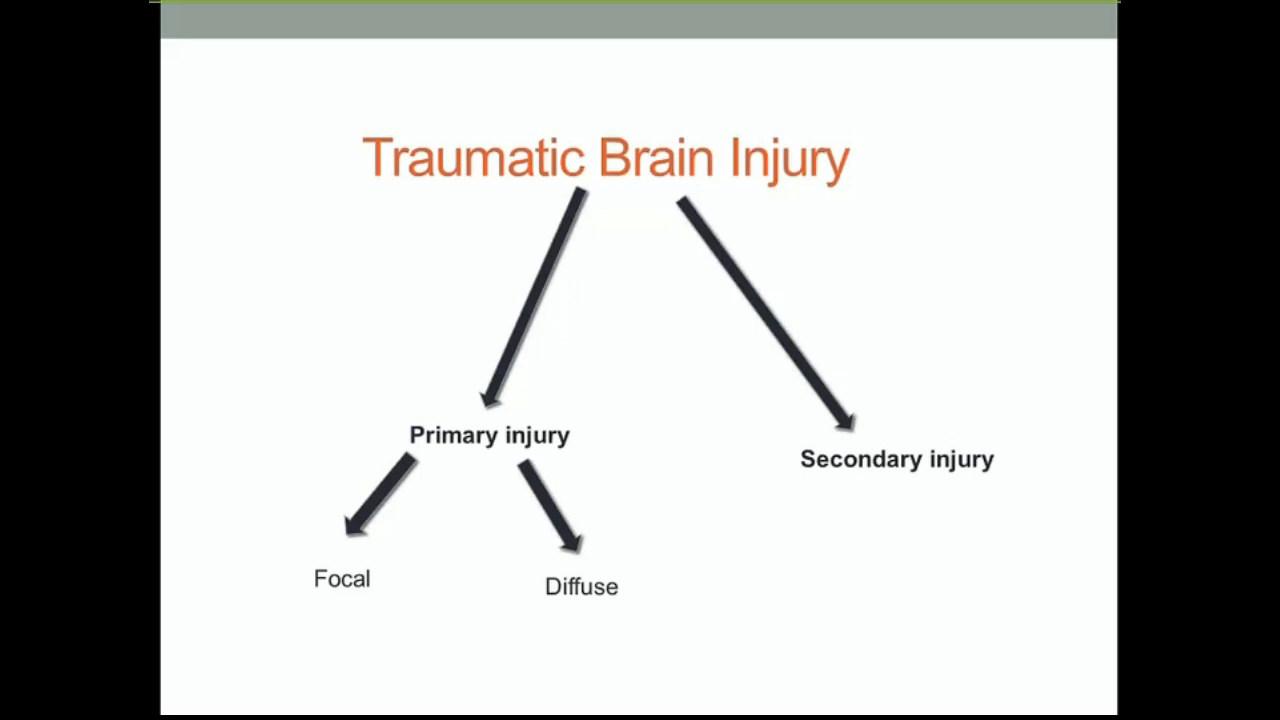 Traumatic Brain Injury
Primary injury
Secondary injury
Focal
Diffuse